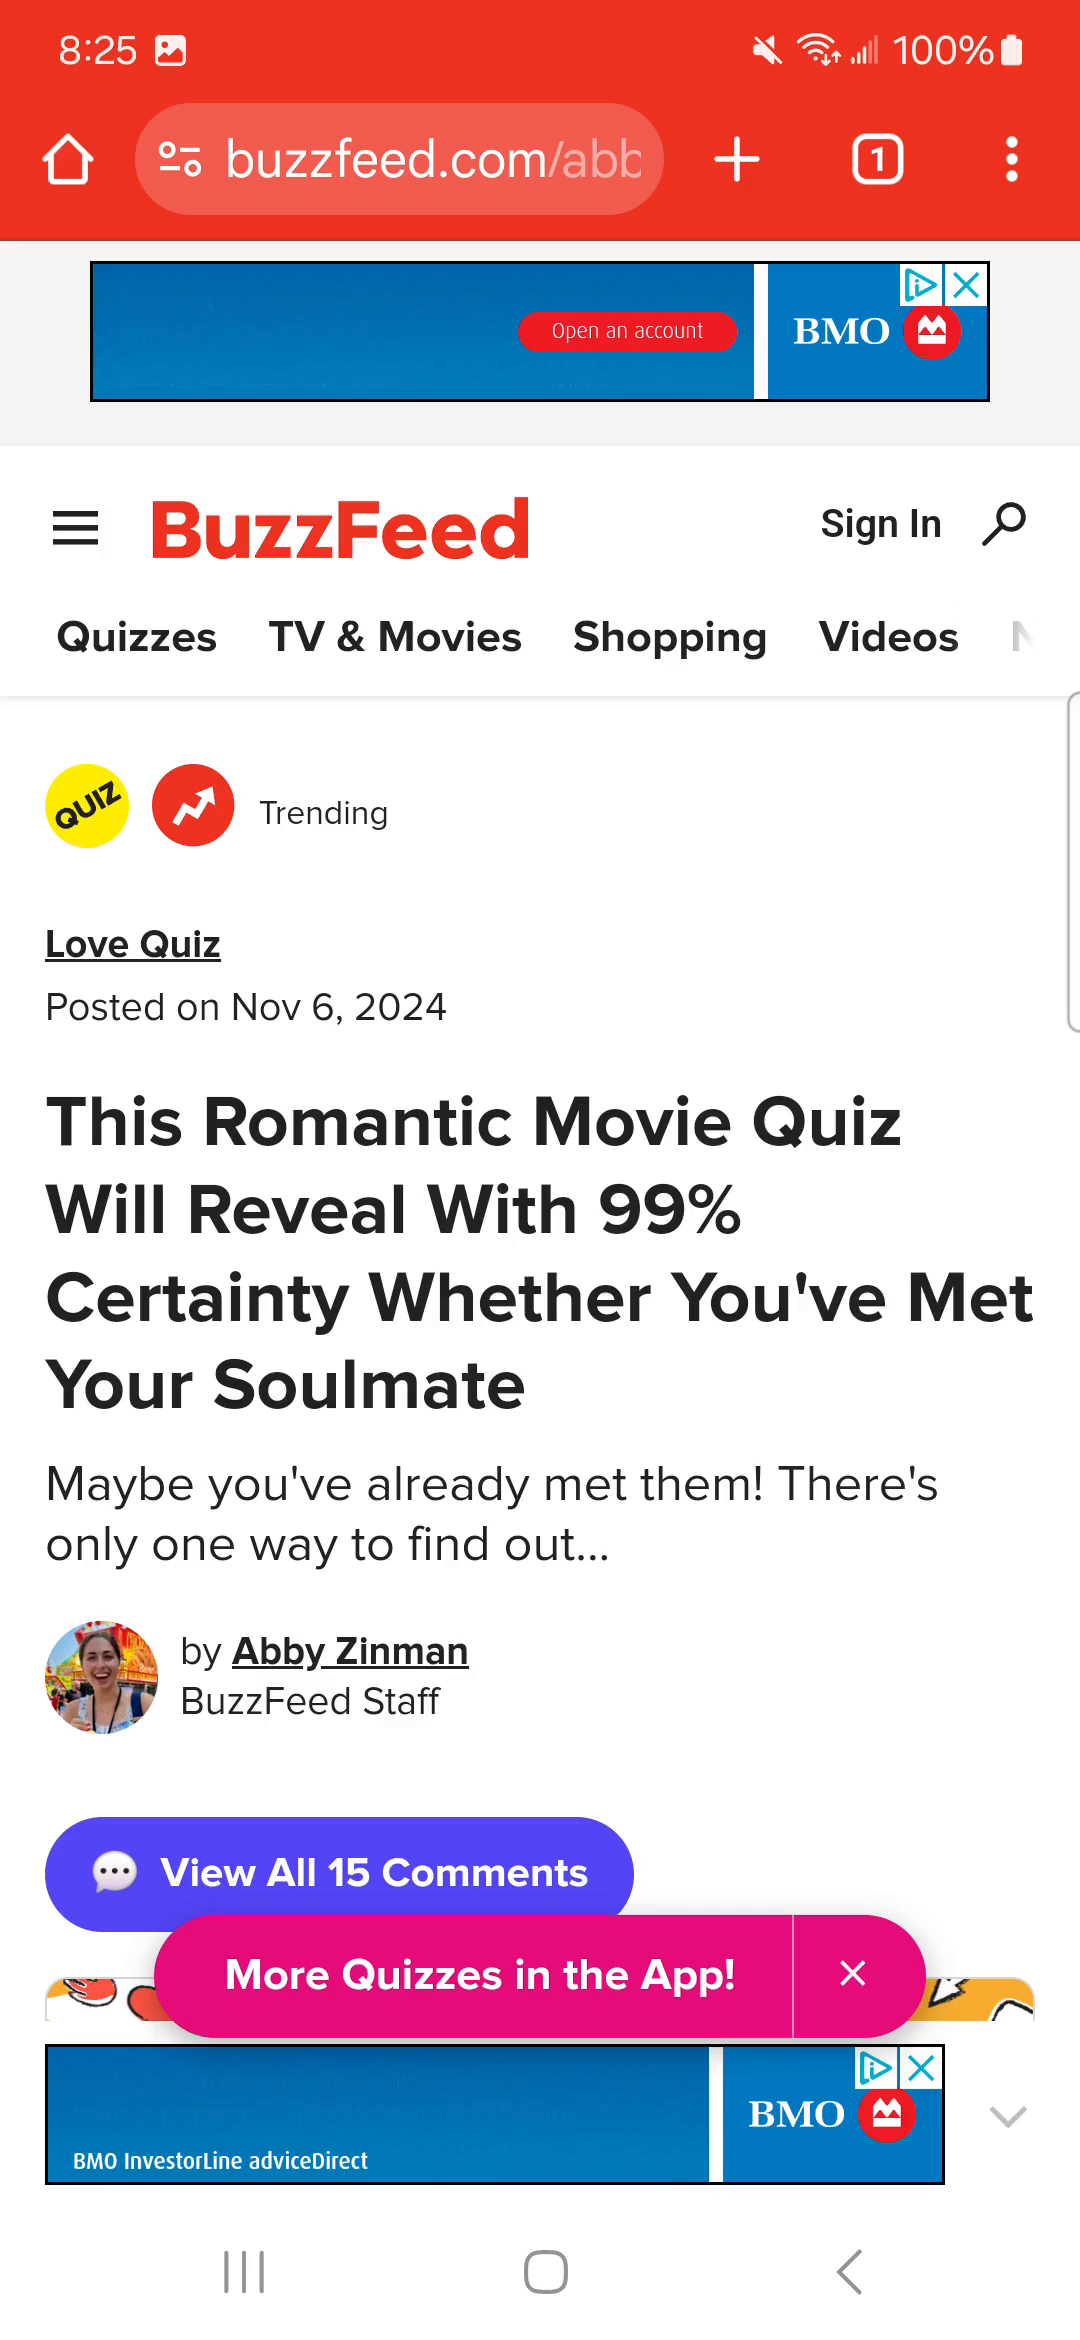 8:25
100%
buzzfeed.com/abb
1
Open an account
BMO
BuzzFeed
Sign In
Quizzes TV & Movies Shopping Videos
QUIZ
Trending
Love Quiz
Posted on Nov 6, 2024
This Romantic Movie Quiz
Will Reveal With 99%
Certainty Whether You've Met
Your Soulmate
Maybe you've already met them! There's
only one way to find out...
by Abby Zinman
BuzzFeed Staff
View All 15 Comments
More Quizzes in the App!
BMO InvestorLine adviceDirect
BMO